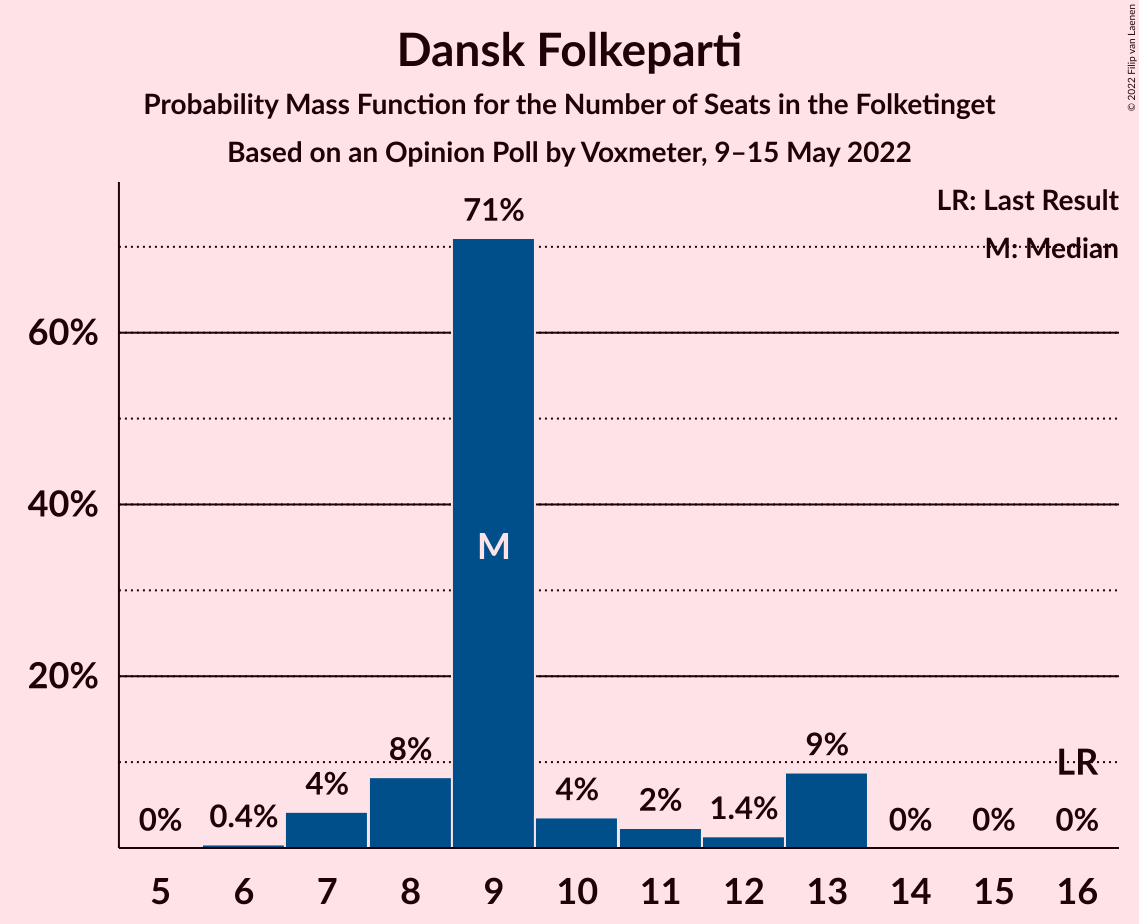 Dansk Folkeparti
Probability Mass Function for the Number of Seats in the Folketinget
Based on an Opinion Poll by Voxmeter, 9–15 May 2022
© 2022 Filip van Laenen
LR: Last Result
M: Median
71%
60%
40%
M
20%
0%
0.4%
4%
8%
4%
2%
1.4%
9%
0%
0%
LR
0%
5 6 7 8 9 10 11 12 13 14 15 16